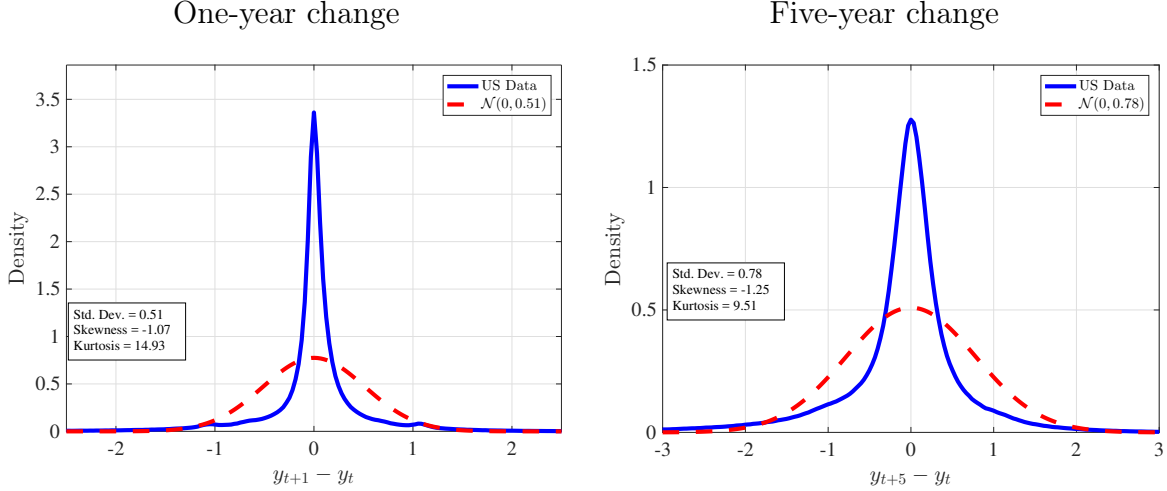 One-year change
Density
3.5
3
2.5
2
1.5
1
0.5
0
-2
-1
0
1
2
y_{t+1} − y_t
US Data
𝒩(0, 0.51)
Std. Dev. = 0.51
Skewness = -1.07
Kurtosis = 14.93
Five-year change
Density
1.5
1
0.5
0
-3
-2
-1
0
1
2
3
y_{t+5} − y_t
US Data
𝒩(0, 0.78)
Std. Dev. = 0.78
Skewness = -1.25
Kurtosis = 9.51